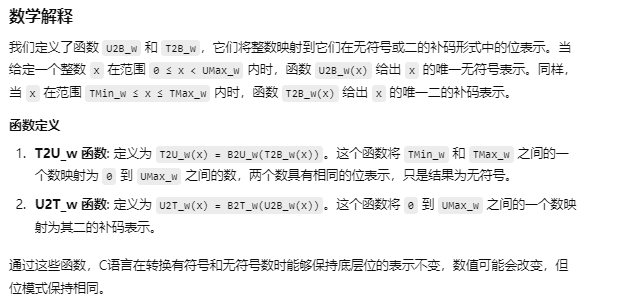 数学解释
我们定义了函数 U2B_w 和 T2B_w，它们将整数映射到它们在无符号或二的补码形式中的位表示。当
给定一个整数 x 在范围 0 ≤ x < UMax_w 内时，函数 U2B_w(x) 给出 x 的唯一无符号表示。同样，
当 x 在范围 TMin_w ≤ x ≤ TMax_w 内时，函数 T2B_w(x) 给出 x 的唯一二的补码表示。
函数定义
1. T2U_w 函数: 定义为 T2U_w(x) = B2U_w(T2B_w(x))。这个函数将 TMin_w 和 TMax_w 之间的一
个数映射为 0 到 UMax_w 之间的数，两个数具有相同的位表示，只是结果为无符号。
2. U2T_w 函数: 定义为 U2T_w(x) = B2T_w(U2B_w(x))。这个函数将 0 到 UMax_w 之间的一个数映
射为其二的补码表示。
通过这些函数，C语言在转换有符号和无符号数时能够保持底层位的表示不变，数值可能会改变，但
位模式保持相同。